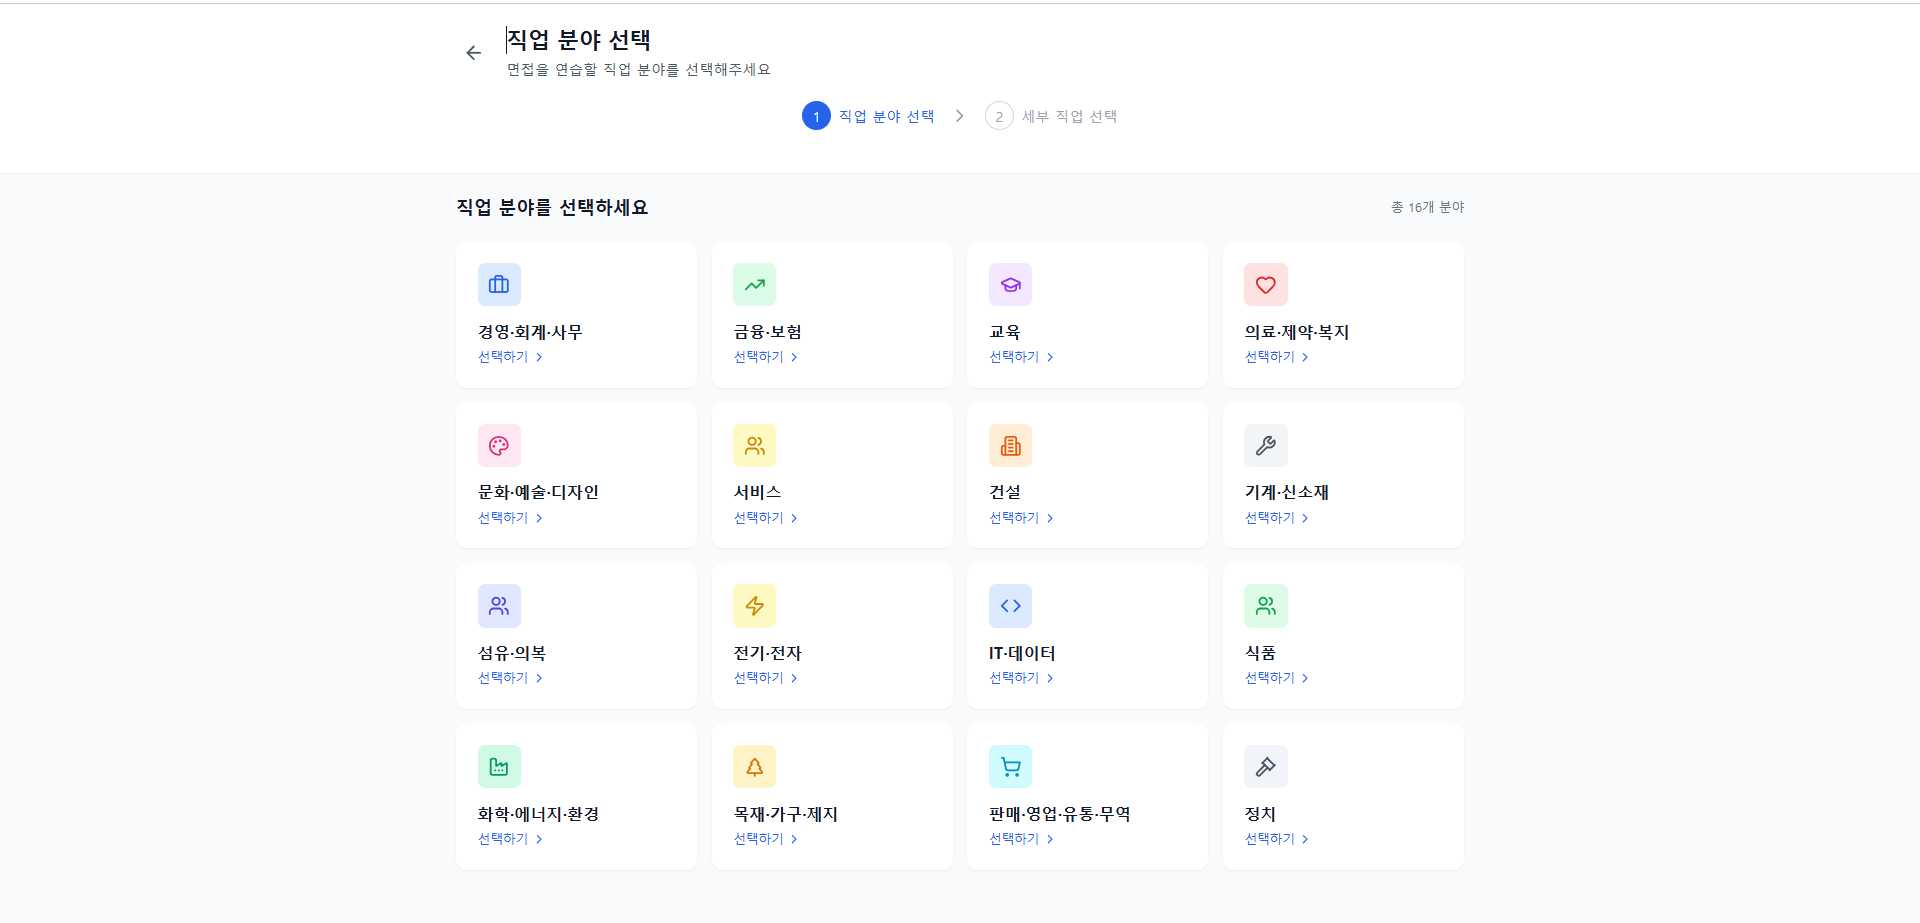 직업 분야 선택
면접을 연습할 직업 분야를 선택해주세요
1 직업 분야 선택 2 세부 직업 선택
직업 분야를 선택하세요
총 16개 분야
경영·회계·사무
선택하기
금융·보험
선택하기
교육
선택하기
의료·제약·복지
선택하기
문화·예술·디자인
선택하기
서비스
선택하기
건설
선택하기
기계·신소재
선택하기
섬유·의복
선택하기
전기·전자
선택하기
IT·데이터
선택하기
식품
선택하기
화학·에너지·환경
선택하기
목재·가구·제지
선택하기
판매·영업·유통·무역
선택하기
정치
선택하기